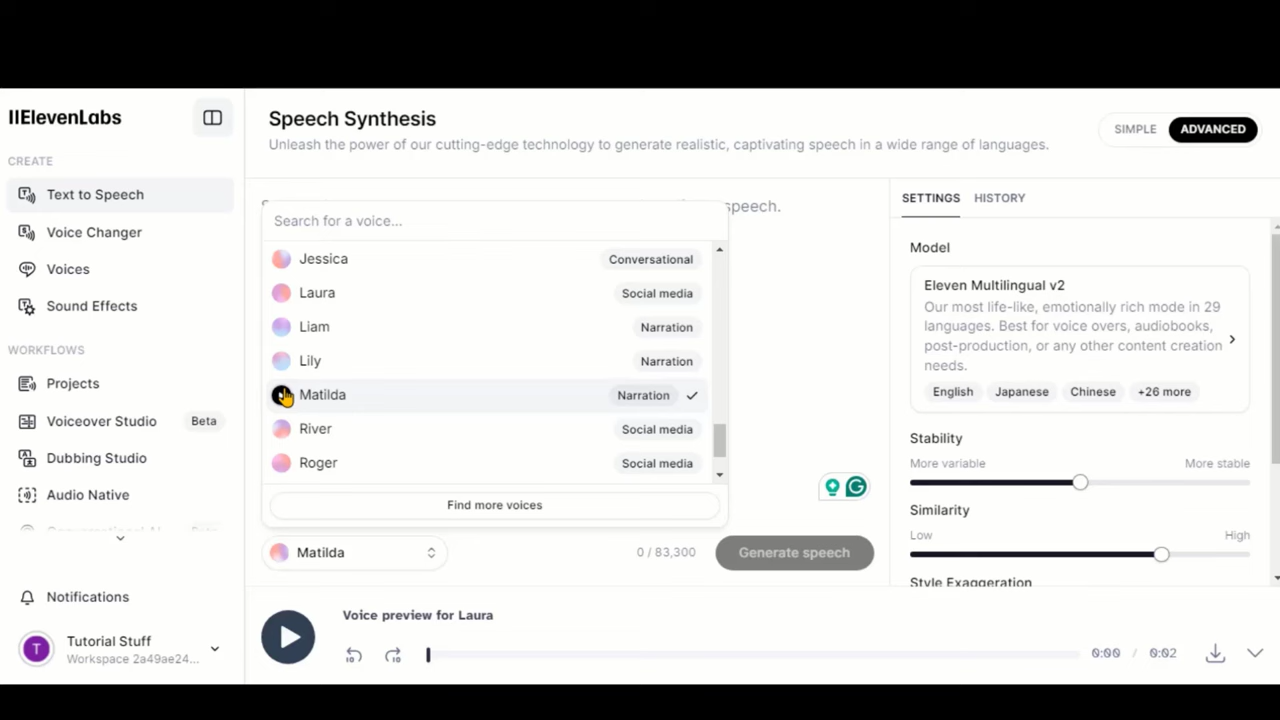 IIElevenLabs
CREATE
Text to Speech
Voice Changer
Voices
Sound Effects
WORKFLOWS
Projects
Voiceover Studio Beta
Dubbing Studio
Audio Native
Notifications
T
Tutorial Stuff
Workspace 2a49ae24...
Speech Synthesis
Unleash the power of our cutting-edge technology to generate realistic, captivating speech in a wide range of languages.
SIMPLE ADVANCED
speech.
Search for a voice...
Jessica Conversational
Laura Social media
Liam Narration
Lily Narration
Matilda Narration
River Social media
Roger Social media
Find more voices
Matilda 0 / 83,300 Generate speech
SETTINGS HISTORY
Model
Eleven Multilingual v2
Our most life-like, emotionally rich mode in 29
languages. Best for voice overs, audiobooks,
post-production, or any other content creation
needs.
English Japanese Chinese +26 more
Stability
More variable More stable
Similarity
Low High
Style Exaggeration
Voice preview for Laura
10 10 0:00 / 0:02